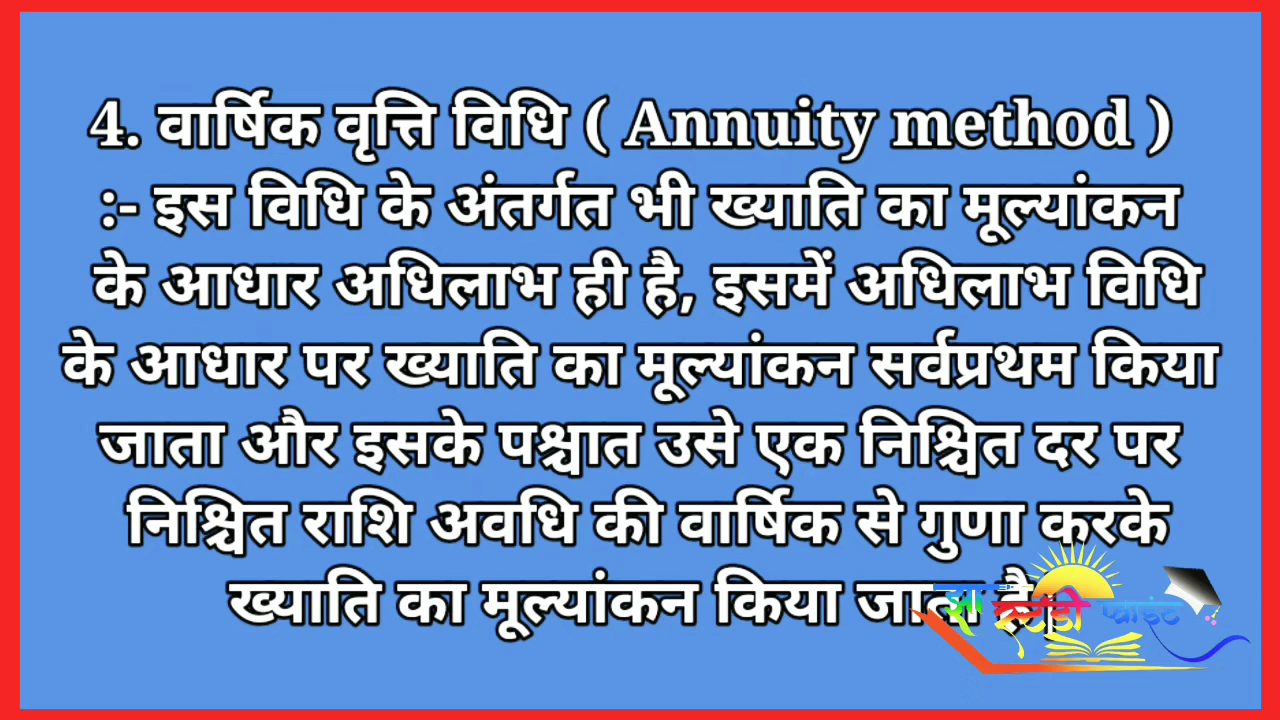 4. वार्षिक वृत्ति विधि ( Annuity method )
:- इस विधि के अंतर्गत भी ख्याति का मूल्यांकन
के आधार अधिलाभ ही है, इसमें अधिलाभ विधि
के आधार पर ख्याति का मूल्यांकन सर्वप्रथम किया
जाता और इसके पश्चात उसे एक निश्चित दर पर
निश्चित राशि अवधि की वार्षिक से गुणा करके
ख्याति का मूल्यांकन किया जाता है।
स्टडी प्वाइंट